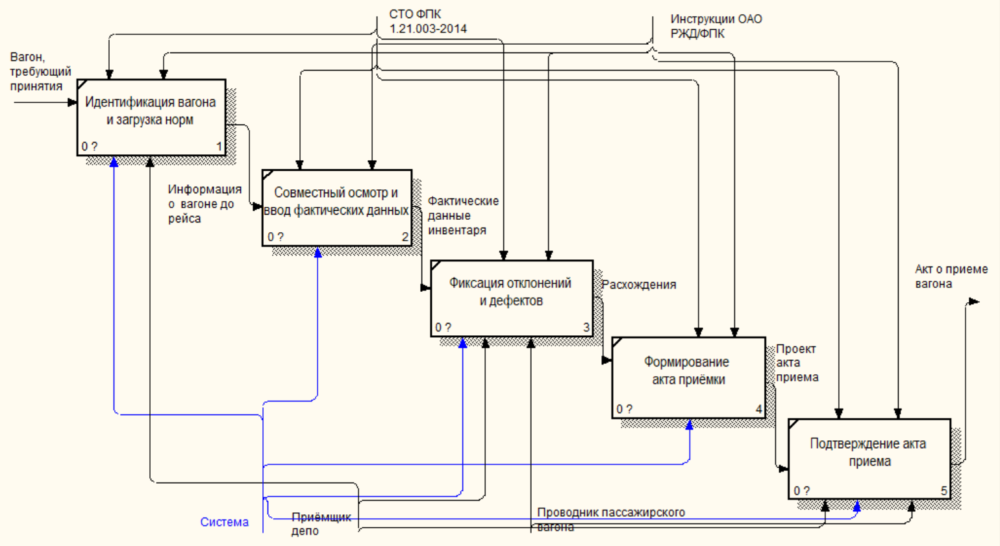 СТО ФПК
1.21.003-2014
Инструкции ОАО
РЖД/ФПК
Вагон,
требующий
принятия
Идентификация вагона
и загрузка норм
0 ?
1
Информация
о вагоне до
рейса
Совместный осмотр и
ввод фактических данных
0 ?
2
Фактические
данные
инвентаря
Фиксация отклонений
и дефектов
0 ?
3
Расхождения
Акт о приеме
вагона
Формирование
акта приёмки
0 ?
4
Проект
акта
приема
Подтверждение акта
приема
0 ?
5
Система
Приёмщик
депо
Проводник пассажирского
вагона